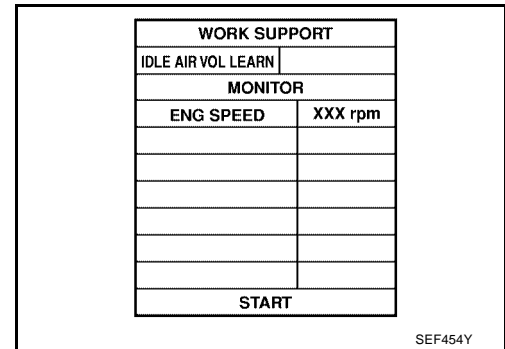 WORK SUPPORT
IDLE AIR VOL LEARN
MONITOR
ENG SPEED XXX rpm
START
SEF454Y